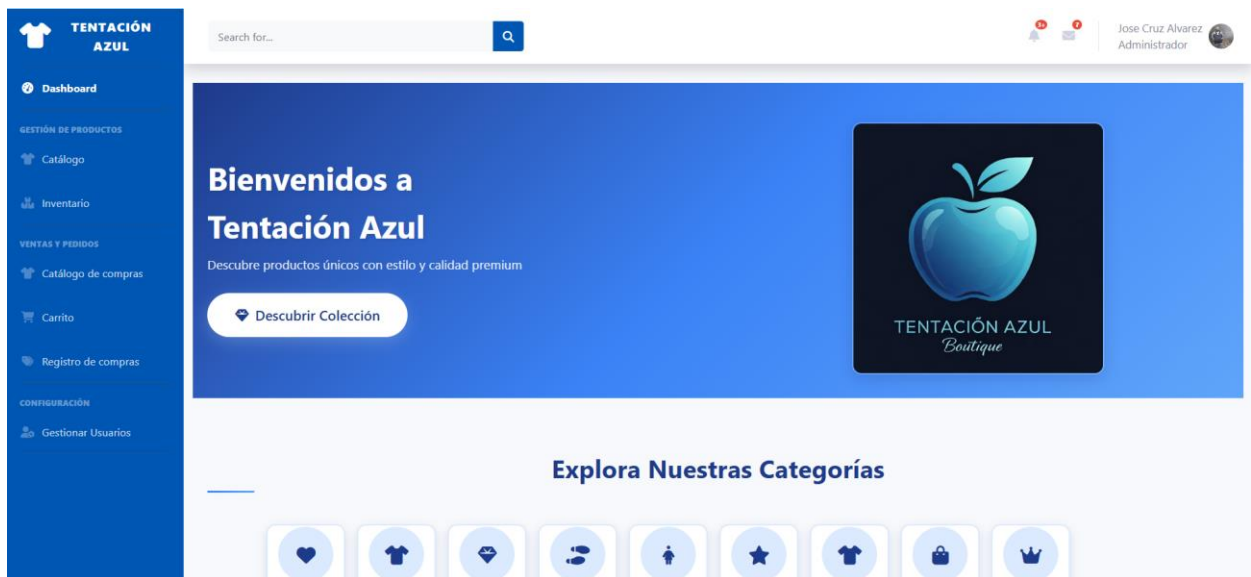 TENTACIÓN
AZUL
Search for...
3+
7
Jose Cruz Alvarez
Administrador
Dashboard
GESTIÓN DE PRODUCTOS
Catálogo
Inventario
VENTAS Y PEDIDOS
Catálogo de compras
Carrito
Registro de compras
CONFIGURACIÓN
Gestionar Usuarios
Bienvenidos a
Tentación Azul
Descubre productos únicos con estilo y calidad premium
Descubrir Colección
TENTACIÓN AZUL
Boutique
Explora Nuestras Categorías